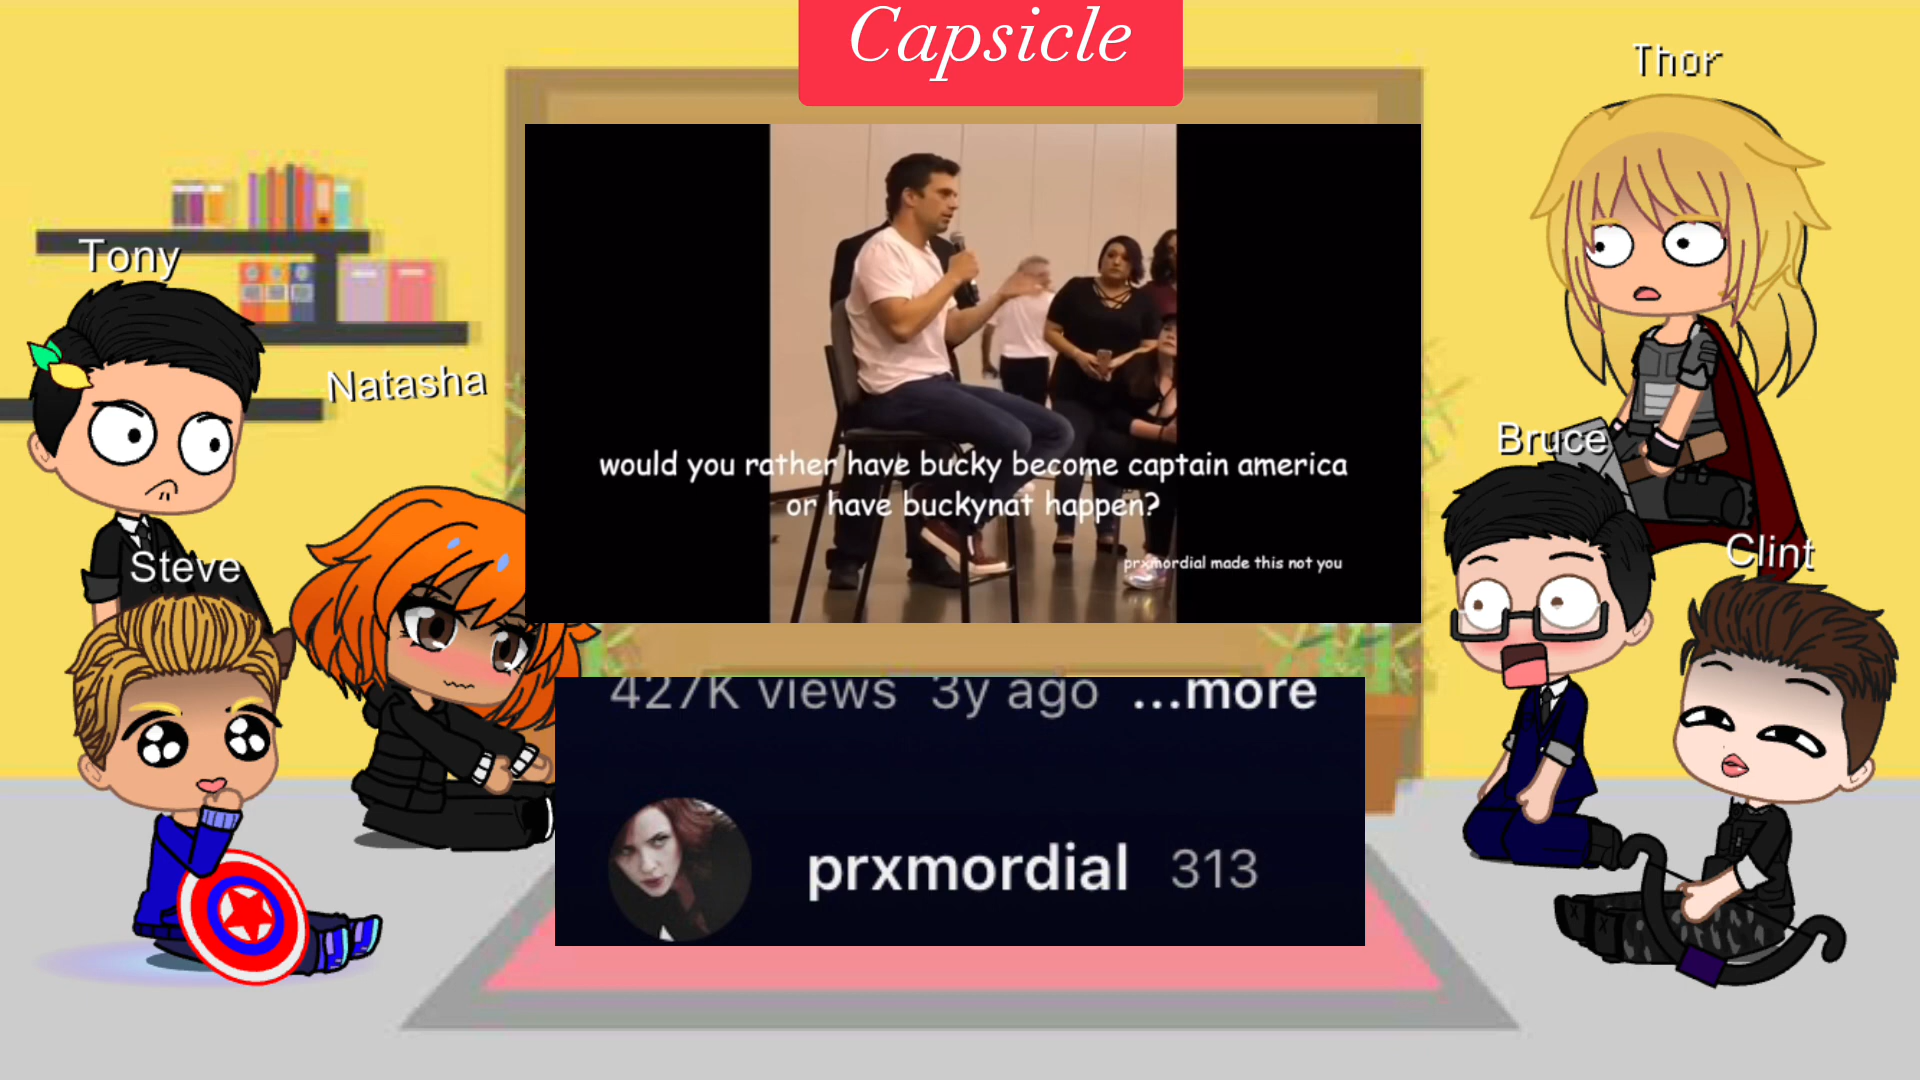 Capsicle
Thor
Tony
Natasha
Bruce
would you rather have bucky become captain america
or have buckynat happen?
prxmordial made this not you
Steve
Clint
427K views 3y ago ...more
prxmordial 313